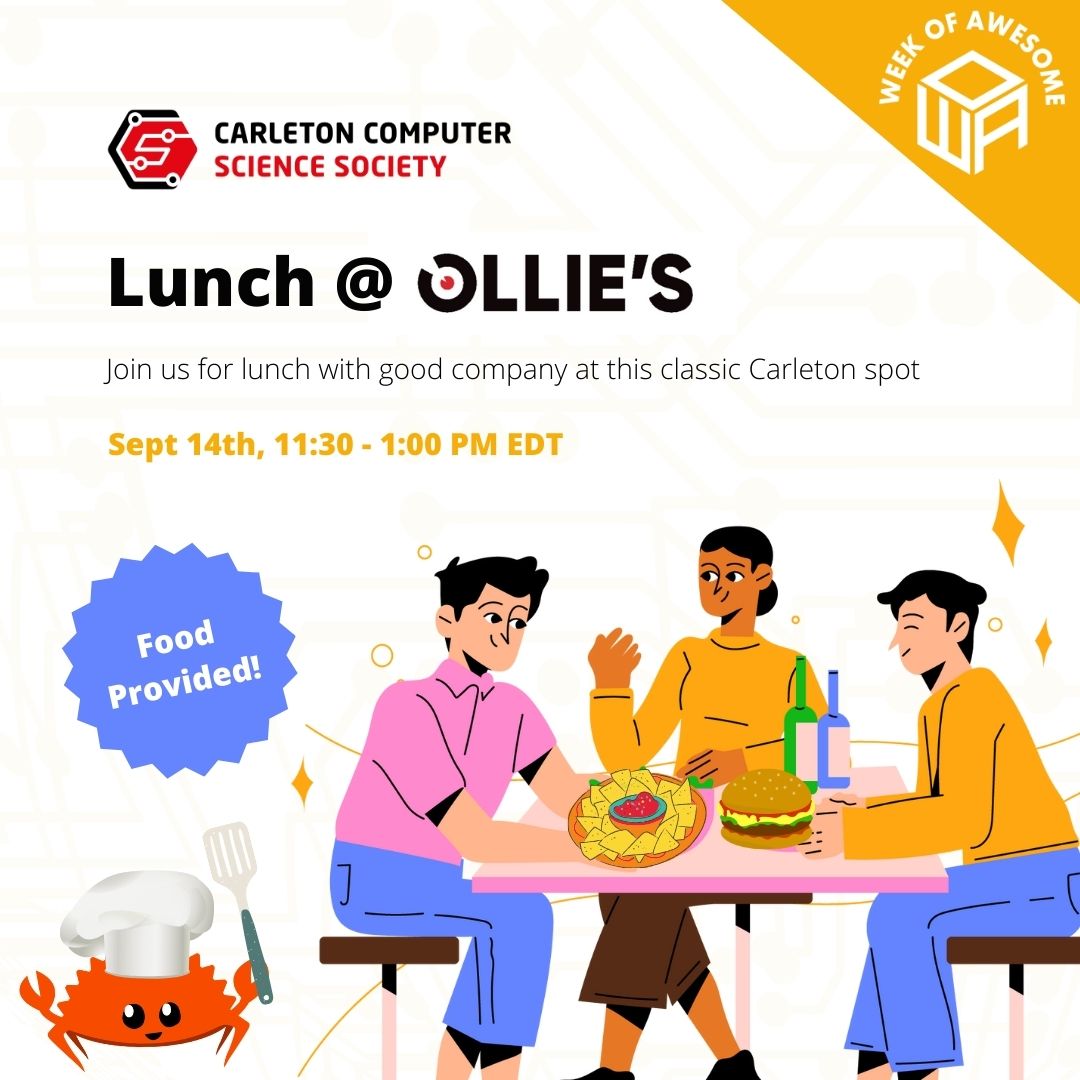 WEEK OF AWESOME
WOA
CARLETON COMPUTER
SCIENCE SOCIETY
Lunch @ OLLIE'S
Join us for lunch with good company at this classic Carleton spot
Sept 14th, 11:30 - 1:00 PM EDT
Food
Provided!